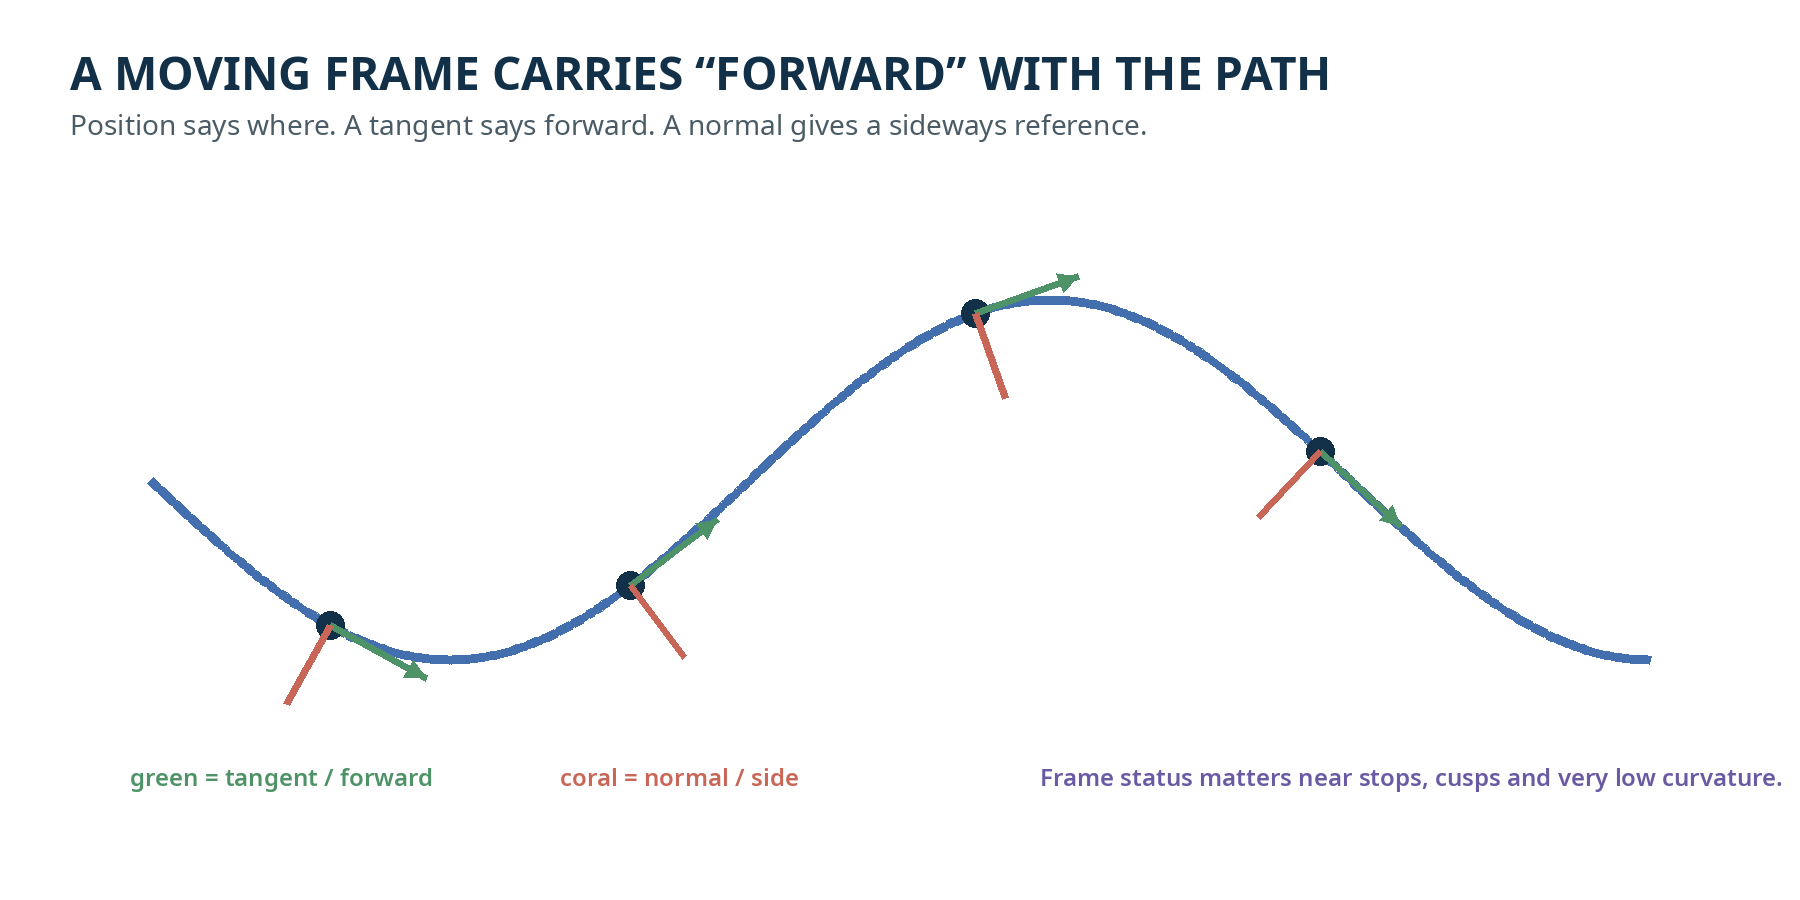 A MOVING FRAME CARRIES “FORWARD” WITH THE PATH
Position says where. A tangent says forward. A normal gives a sideways reference.
green = tangent / forward
coral = normal / side
Frame status matters near stops, cusps and very low curvature.